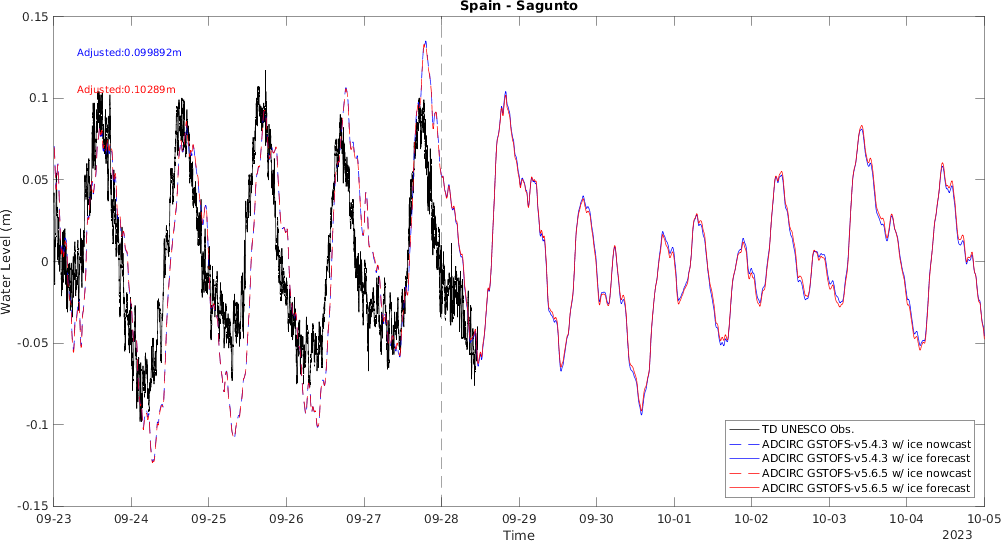 Spain - Sagunto
Water Level (m)
0.15
0.1
0.05
0
-0.05
-0.1
-0.15
Adjusted:0.099892m
Adjusted:0.10289m
TD UNESCO Obs.
ADCIRC GSTOFS-v5.4.3 w/ ice nowcast
ADCIRC GSTOFS-v5.4.3 w/ ice forecast
ADCIRC GSTOFS-v5.6.5 w/ ice nowcast
ADCIRC GSTOFS-v5.6.5 w/ ice forecast
09-23 09-24 09-25 09-26 09-27 09-28 09-29 09-30 10-01 10-02 10-03 10-04 10-05
Time
2023